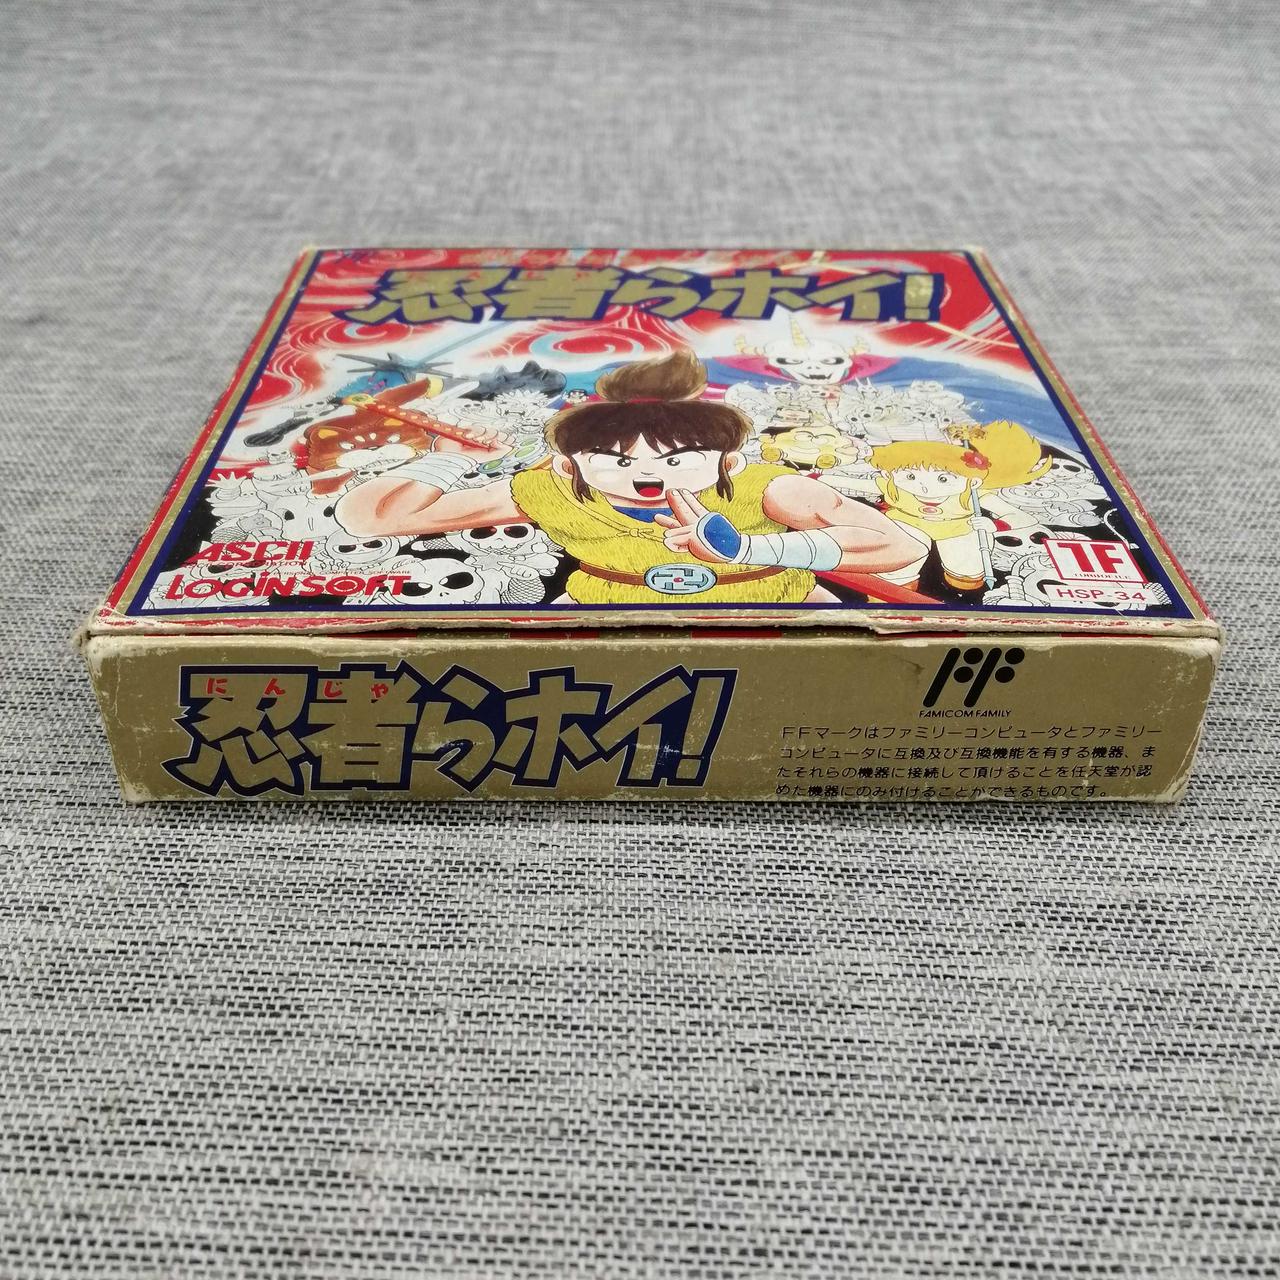 忍者らホイ!
ASCII
LOGiN SOFT
TF
TURBOFILE
HSP-34
にんじゃ
忍者らホイ!
FF
FAMICOM FAMILY
FFマークはファミリーコンピュータとファミリー
コンピュータに互換及び互換機能を有する機器、ま
たそれらの機器に接続して頂けることを任天堂が認
めた機器にのみ付けることができるものです。